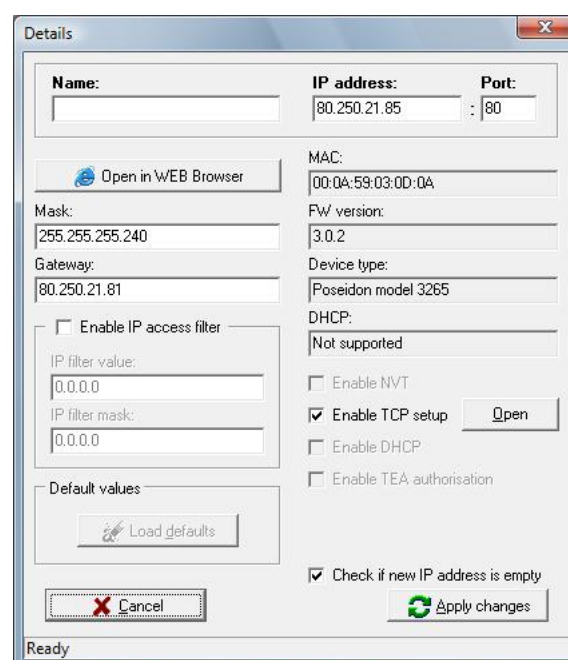 Details
Name:
IP address:
Port:
80.250.21.85
:
80
Open in WEB Browser
MAC:
00:0A:59:03:0D:0A
Mask:
255.255.255.240
FW version:
3.0.2
Gateway:
80.250.21.81
Device type:
Poseidon model 3265
DHCP:
Not supported
Enable IP access filter
IP filter value:
0.0.0.0
IP filter mask:
0.0.0.0
Enable NVT
Enable TCP setup
Open
Enable DHCP
Enable TEA authorisation
Default values
Load defaults
Check if new IP address is empty
Cancel
Apply changes
Ready